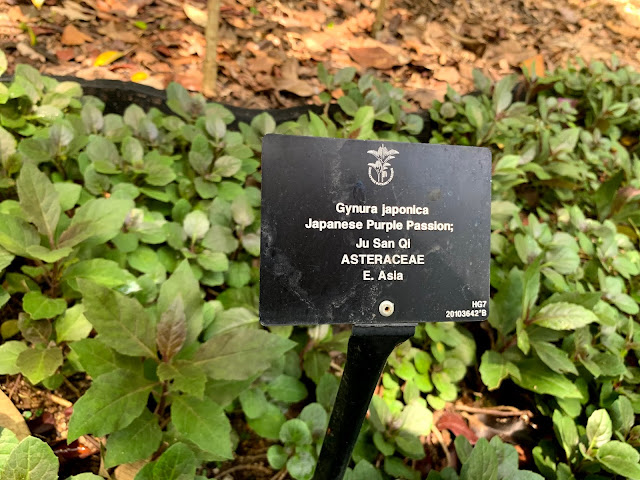 Gynura japonica
Japanese Purple Passion;
Ju San Qi
ASTERACEAE
E. Asia
HG7
20103642*B